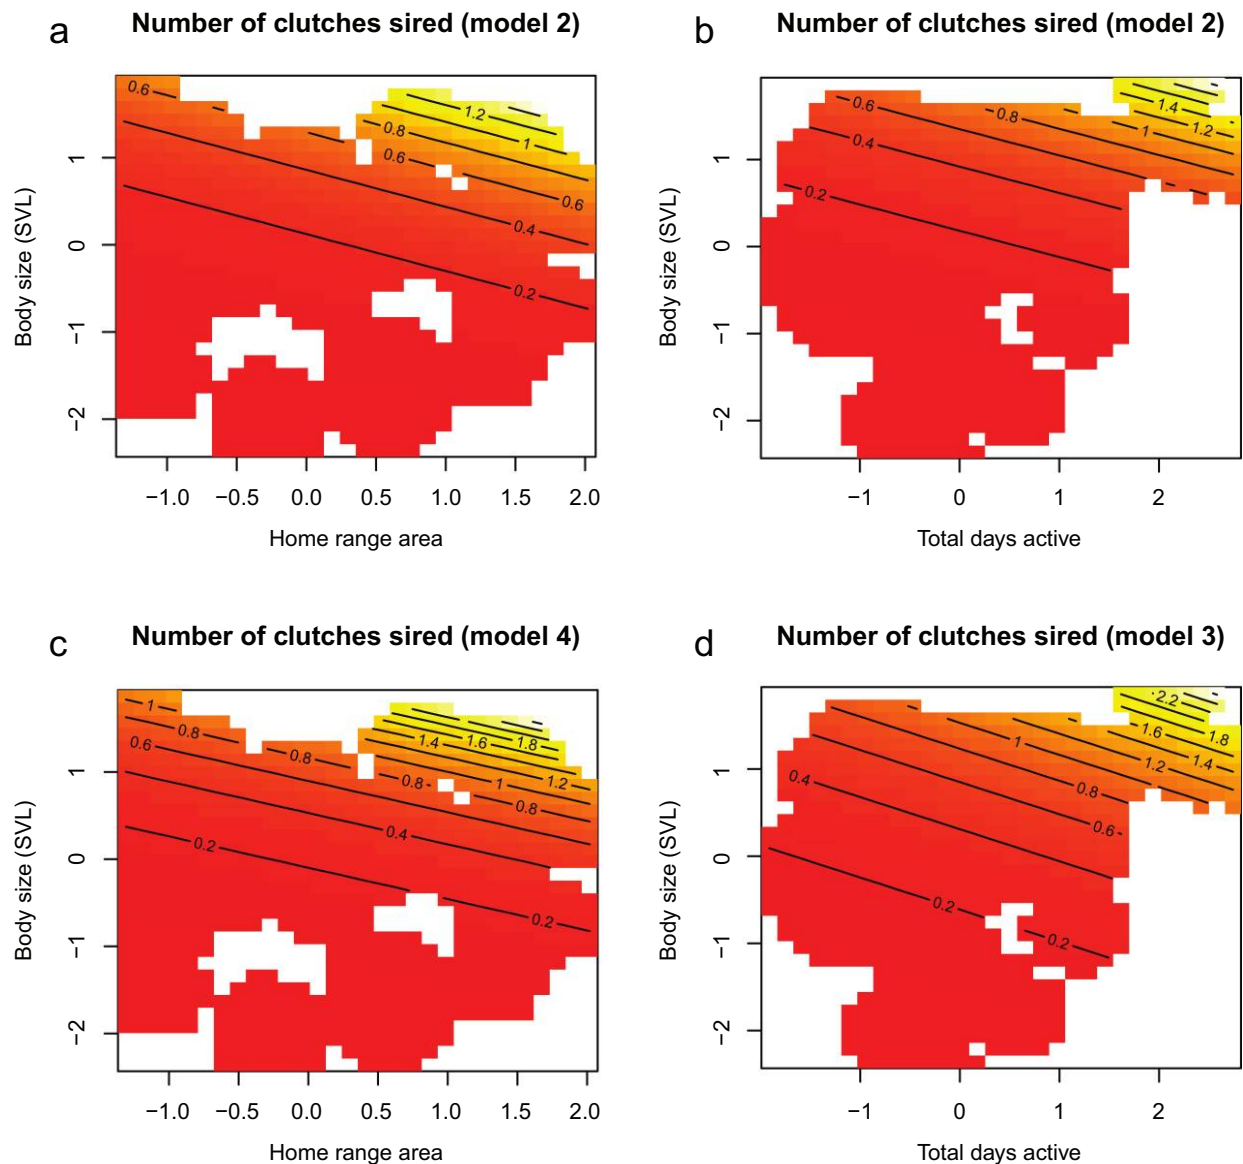 a
Number of clutches sired (model 2)
0.6
1.2
0.8
1
0.6
0.6
0.4
0.2
1
0
−1
−2
Body size (SVL)
−1.0 −0.5 0.0 0.5 1.0 1.5 2.0
Home range area
b
Number of clutches sired (model 2)
0.6
0.8
1.4
1
1.2
0.4
0.2
1
0
−1
−2
Body size (SVL)
−1 0 1 2
Total days active
c
Number of clutches sired (model 4)
1
0.8
0.6
0.8
1.4
1.6
1.8
0.8
1
1.2
0.8
0.4
0.2
0.2
1
0
−1
−2
Body size (SVL)
−1.0 −0.5 0.0 0.5 1.0 1.5 2.0
Home range area
d
Number of clutches sired (model 3)
2.2
1.8
1.6
1.4
1
1.2
0.8
0.4
0.6
0.2
0.2
1
0
−1
−2
Body size (SVL)
−1 0 1 2
Total days active